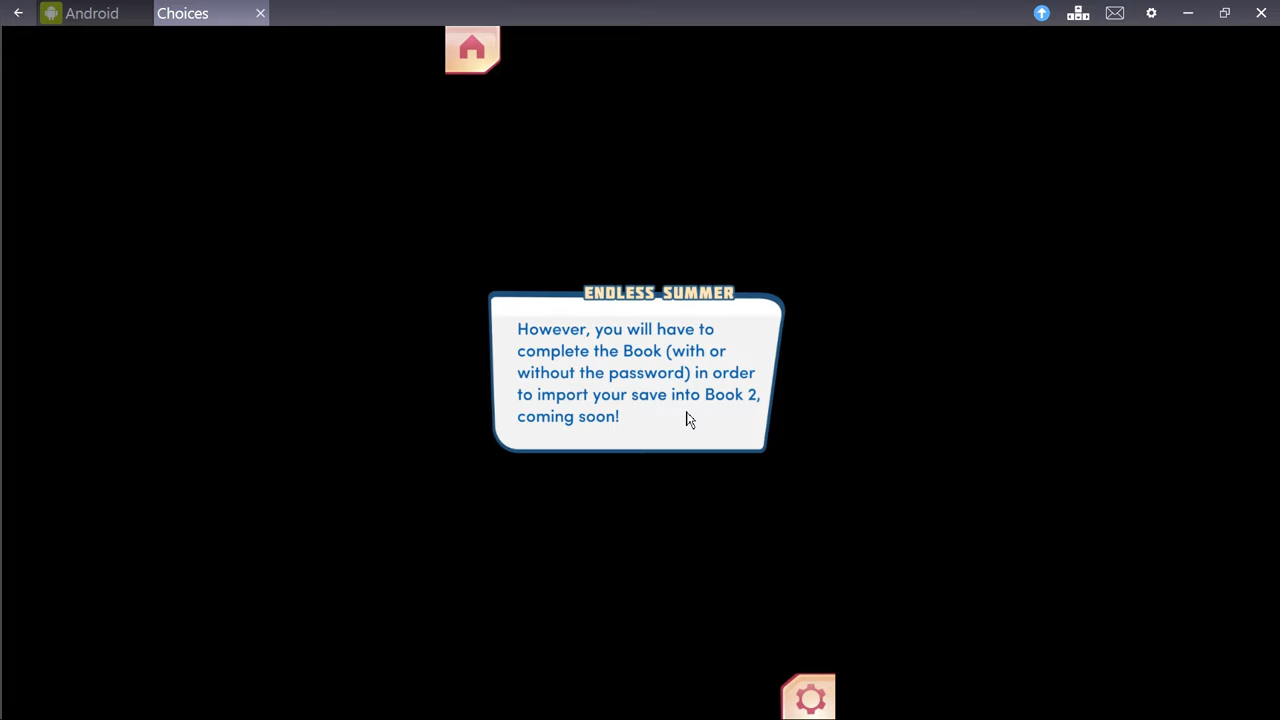 Android
Choices
ENDLESS SUMMER
However, you will have to
complete the Book (with or
without the password) in order
to import your save into Book 2,
coming soon!